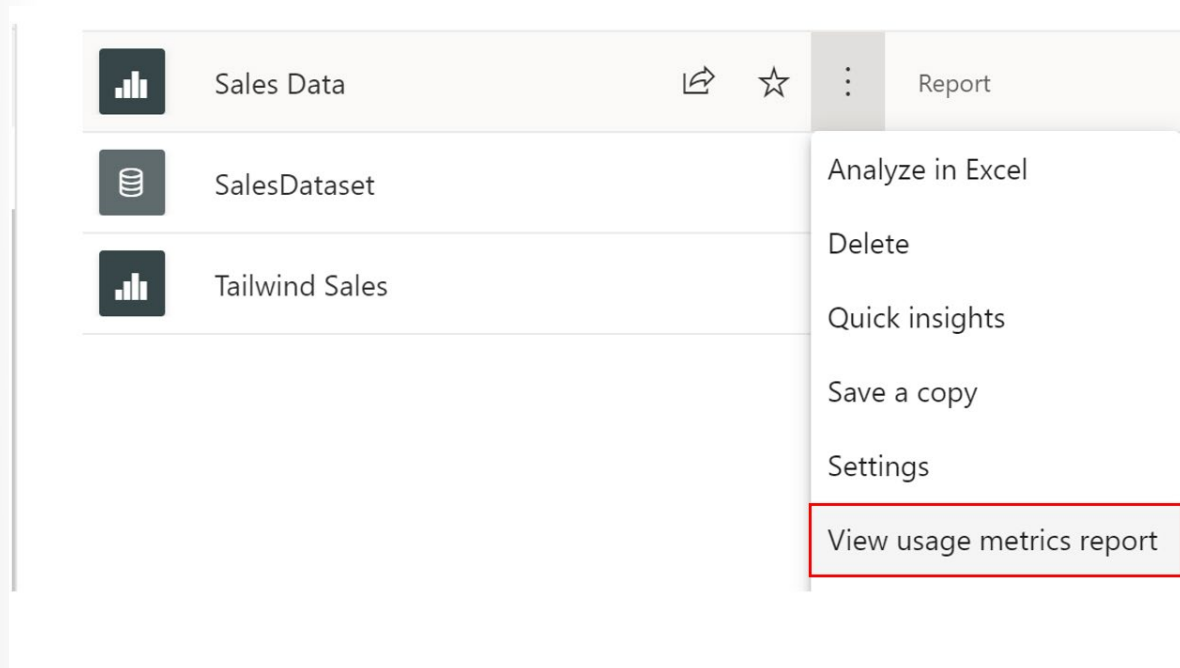 Sales Data
Report
SalesDataset
Tailwind Sales
Analyze in Excel
Delete
Quick insights
Save a copy
Settings
View usage metrics report